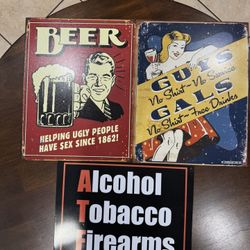 BEER
HELPING UGLY PEOPLE
HAVE SEX SINCE 1862!
GUYS
No Shirt - No Service
GALS
No Shirt - Free Drinks
Alcohol
Tobacco
Firearms